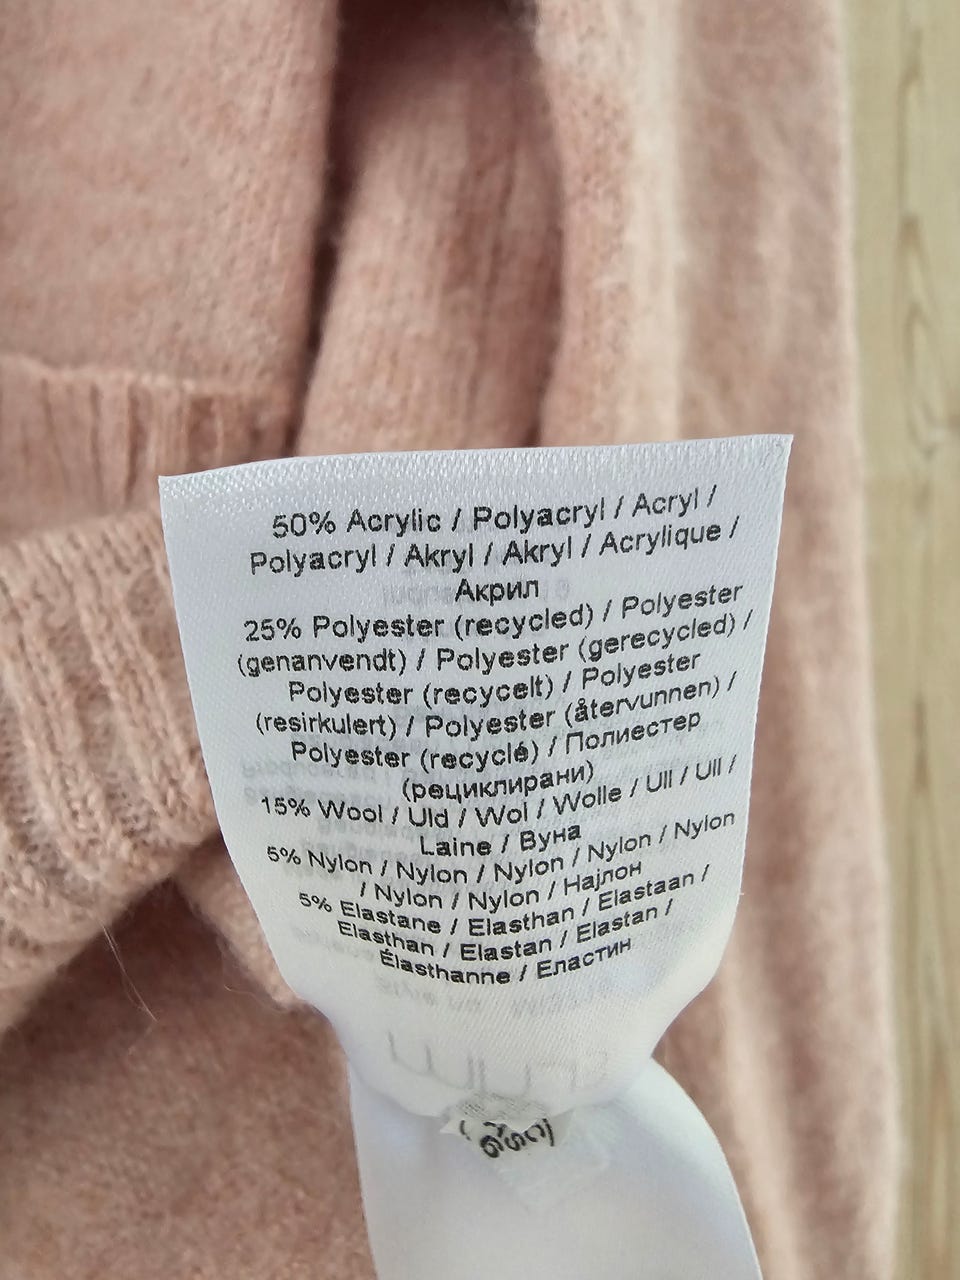 50% Acrylic / Polyacryl / Acryl /
Polyacryl / Akryl / Akryl / Acrylique /
Акрил
25% Polyester (recycled) / Polyester
(genanvendt) / Polyester (gerecycled) /
Polyester (recycelt) / Polyester
(resirkulert) / Polyester (återvunnen) /
Polyester (recyclé) / Полиестер
(рециклирани)
15% Wool / Uld / Wol / Wolle / Ull / Ull /
Laine / Вуна
5% Nylon / Nylon / Nylon / Nylon / Nylon
/ Nylon / Nylon / Најлон
5% Elastane / Elasthan / Elastaan /
Elasthan / Elastan / Elastan /
Élasthanne / Еластин